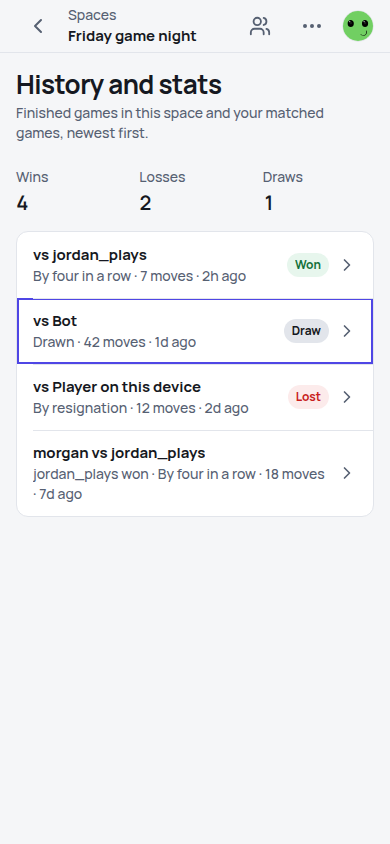 Spaces
Friday game night
History and stats
Finished games in this space and your matched
games, newest first.
Wins
Losses
Draws
4
2
1
vs jordan_plays
By four in a row · 7 moves · 2h ago
Won
vs Bot
Drawn · 42 moves · 1d ago
Draw
vs Player on this device
By resignation · 12 moves · 2d ago
Lost
morgan vs jordan_plays
jordan_plays won · By four in a row · 18 moves
· 7d ago